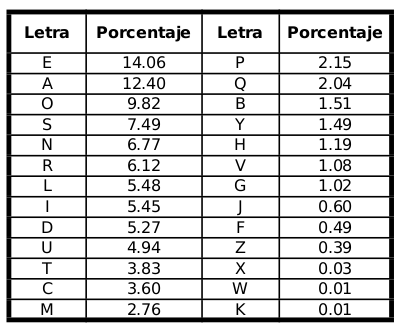 Letra Porcentaje Letra Porcentaje
E 14.06 P 2.15
A 12.40 Q 2.04
O 9.82 B 1.51
S 7.49 Y 1.49
N 6.77 H 1.19
R 6.12 V 1.08
L 5.48 G 1.02
I 5.45 J 0.60
D 5.27 F 0.49
U 4.94 Z 0.39
T 3.83 X 0.03
C 3.60 W 0.01
M 2.76 K 0.01